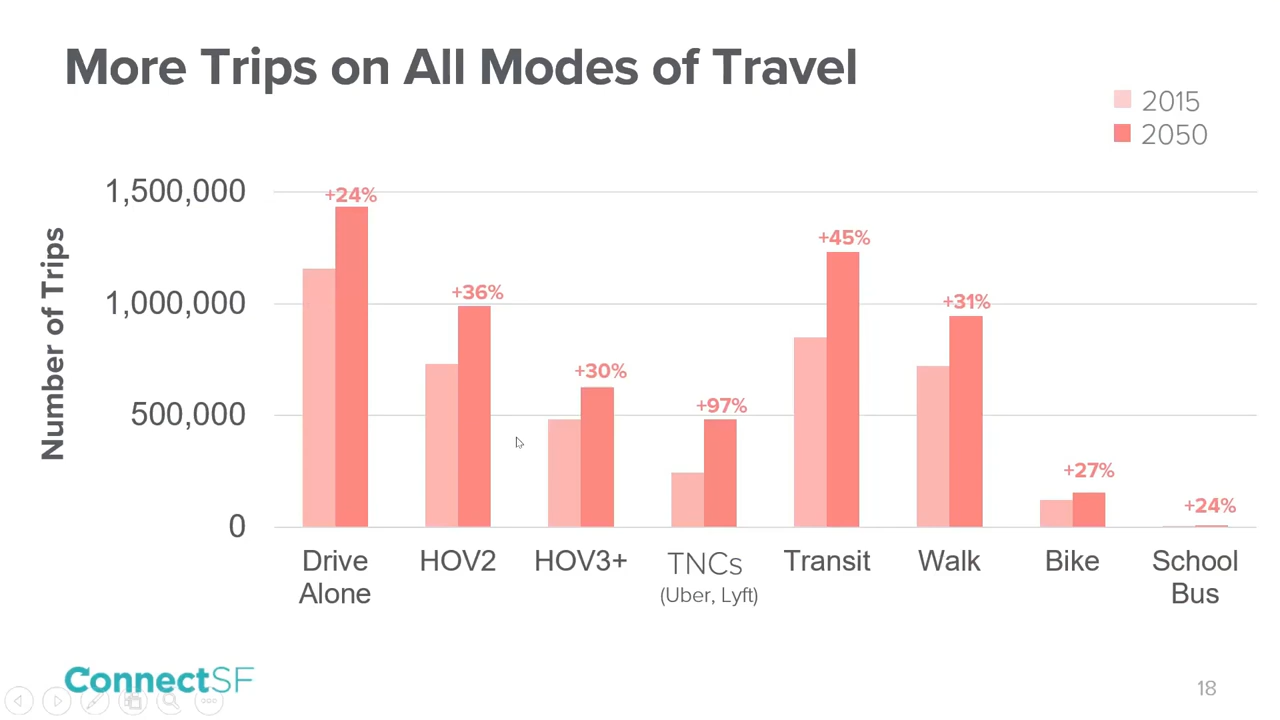 More Trips on All Modes of Travel
2015
2050
Number of Trips
1,500,000
1,000,000
500,000
0
+24%
+36%
+30%
+97%
+45%
+31%
+27%
+24%
Drive
Alone
HOV2
HOV3+
TNCs
(Uber, Lyft)
Transit
Walk
Bike
School
Bus
ConnectSF
18